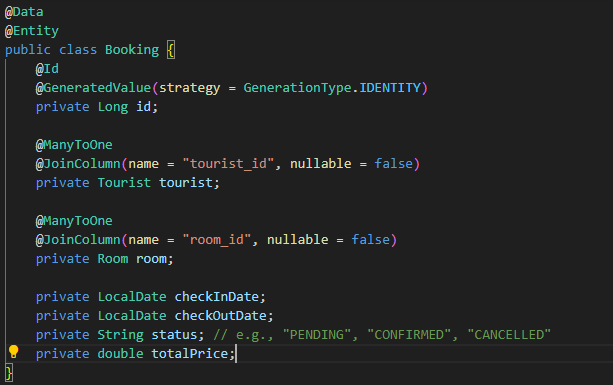 @Data
@Entity
public class Booking {
    @Id
    @GeneratedValue(strategy = GenerationType.IDENTITY)
    private Long id;

    @ManyToOne
    @JoinColumn(name = "tourist_id", nullable = false)
    private Tourist tourist;

    @ManyToOne
    @JoinColumn(name = "room_id", nullable = false)
    private Room room;

    private LocalDate checkInDate;
    private LocalDate checkOutDate;
    private String status; // e.g., "PENDING", "CONFIRMED", "CANCELLED"
    private double totalPrice;
}